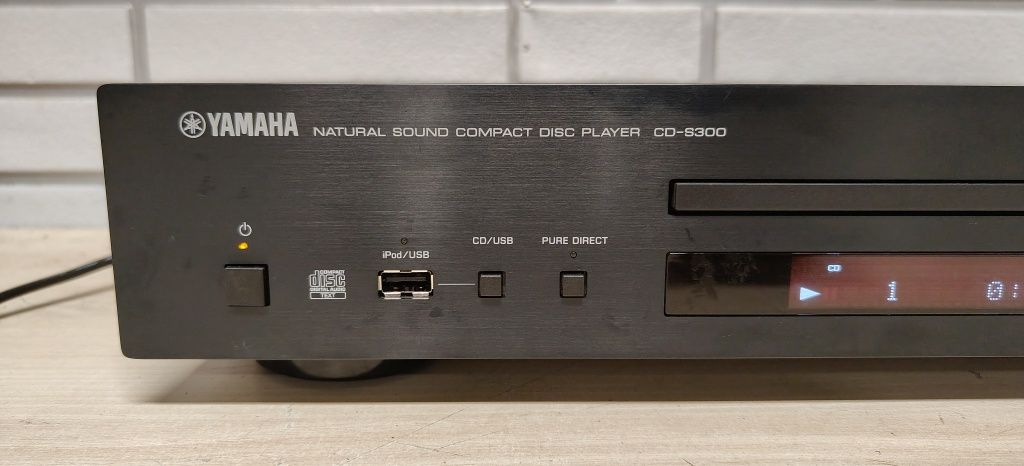 YAMAHA NATURAL SOUND COMPACT DISC PLAYER CD-S300
iPod/USB
CD/USB
PURE DIRECT
COMPACT
disc
DIGITAL AUDIO
TEXT
CD
1 0: